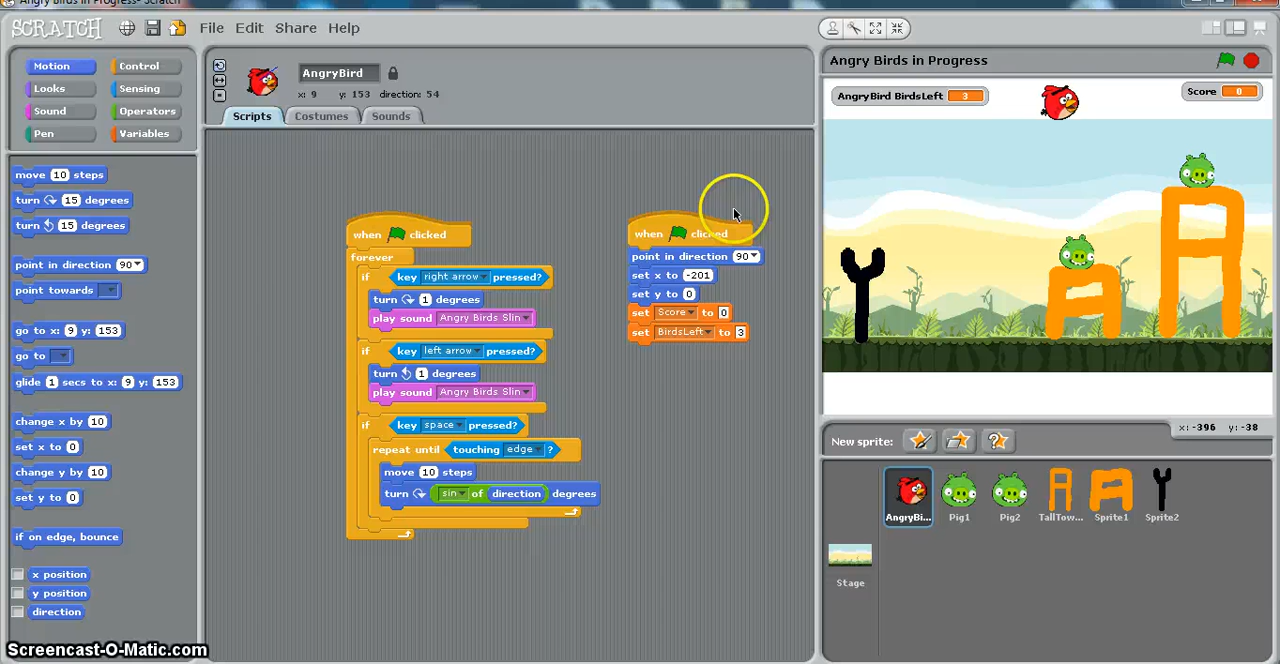 Angry Birds in Progress- Scratch
SCRATCH File Edit Share Help
Motion Control
Looks Sensing
Sound Operators
Pen Variables
move 10 steps
turn 15 degrees
turn 15 degrees
point in direction 90
point towards
go to x: 9 y: 153
go to
glide 1 secs to x: 9 y: 153
change x by 10
set x to 0
change y by 10
set y to 0
if on edge, bounce
x position
y position
direction
AngryBird
x: 9 y: 153 direction: 54
Scripts Costumes Sounds
when clicked
forever
if key right arrow pressed?
turn 1 degrees
play sound Angry Birds Slin
if key left arrow pressed?
turn 1 degrees
play sound Angry Birds Slin
if key space pressed?
repeat until touching edge ?
move 10 steps
turn sin of direction degrees
when clicked
point in direction 90
set x to -201
set y to 0
set Score to 0
set BirdsLeft to 3
Angry Birds in Progress
AngryBird BirdsLeft 3
Score 0
x: -396 y: -38
New sprite:
AngryBi... Pig1 Pig2 TallTow... Sprite1 Sprite2
Stage
Screencast-O-Matic.com